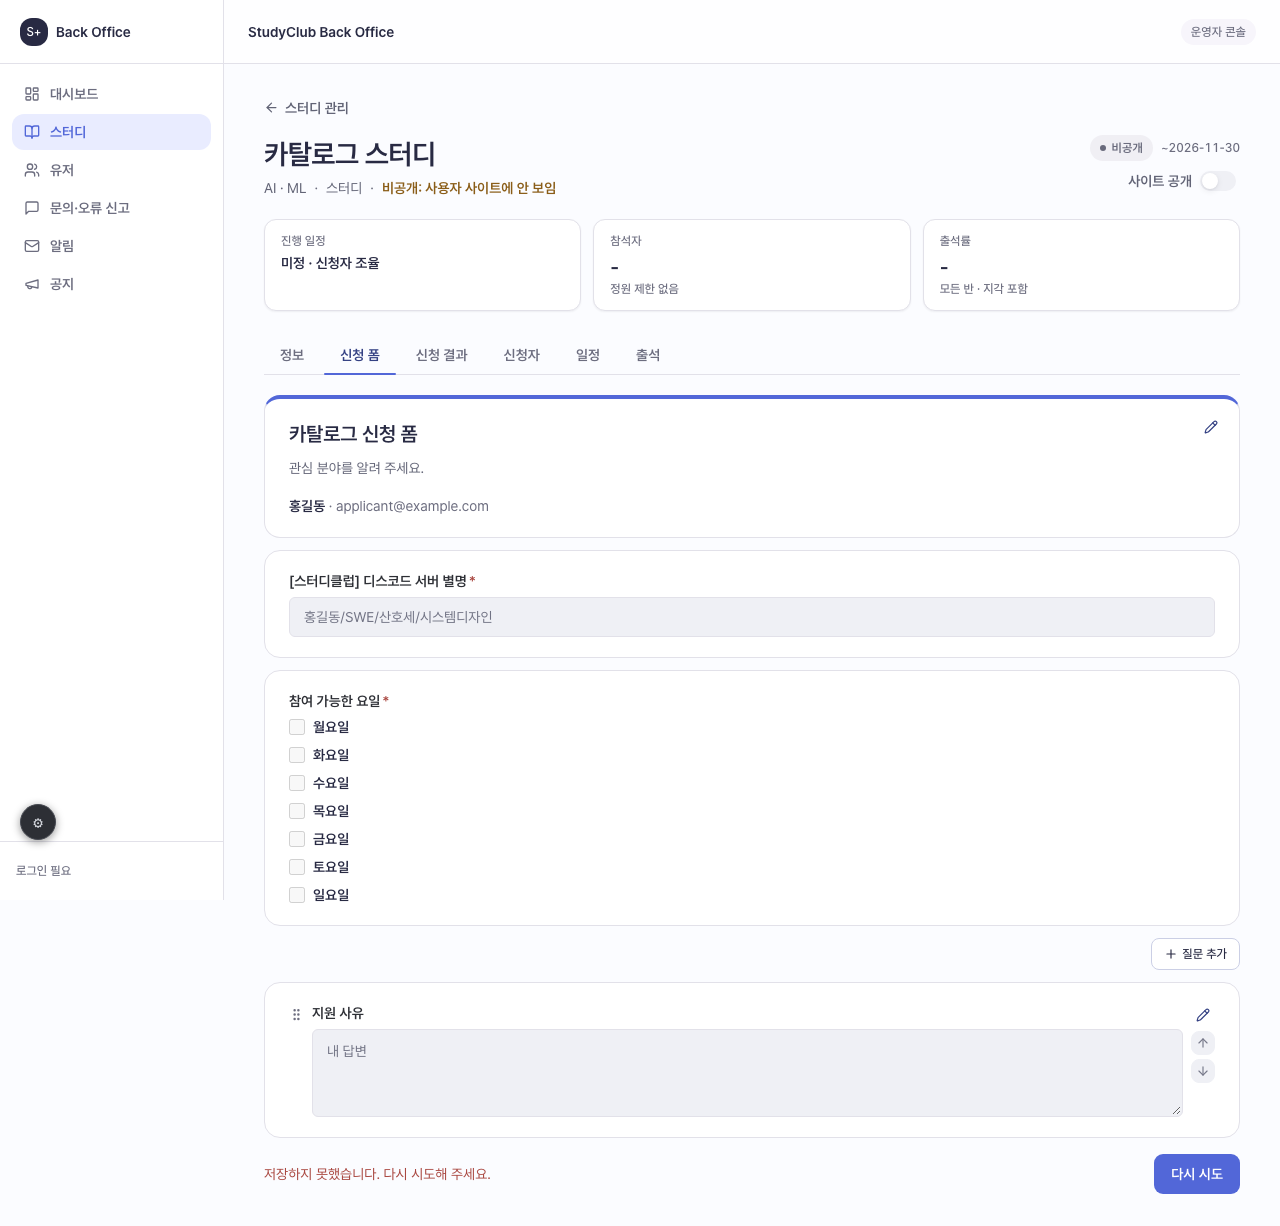 S+ Back Office
StudyClub Back Office
운영자 콘솔
대시보드
스터디
유저
문의·오류 신고
알림
공지
로그인 필요
← 스터디 관리
카탈로그 스터디
AI · ML · 스터디 · 비공개: 사용자 사이트에 안 보임
비공개 ~2026-11-30
사이트 공개
진행 일정
미정 · 신청자 조율
참석자
–
정원 제한 없음
출석률
–
모든 반 · 지각 포함
정보 신청 폼 신청 결과 신청자 일정 출석
카탈로그 신청 폼
관심 분야를 알려 주세요.
홍길동 · applicant@example.com
[스터디클럽] 디스코드 서버 별명 *
홍길동/SWE/산호세/시스템디자인
참여 가능한 요일 *
월요일
화요일
수요일
목요일
금요일
토요일
일요일
+ 질문 추가
지원 사유
내 답변
저장하지 못했습니다. 다시 시도해 주세요.
다시 시도